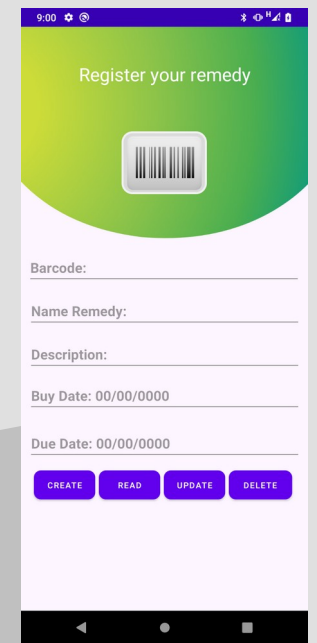 9:00
H
Register your remedy
Barcode:
Name Remedy:
Description:
Buy Date: 00/00/0000
Due Date: 00/00/0000
CREATE READ UPDATE DELETE